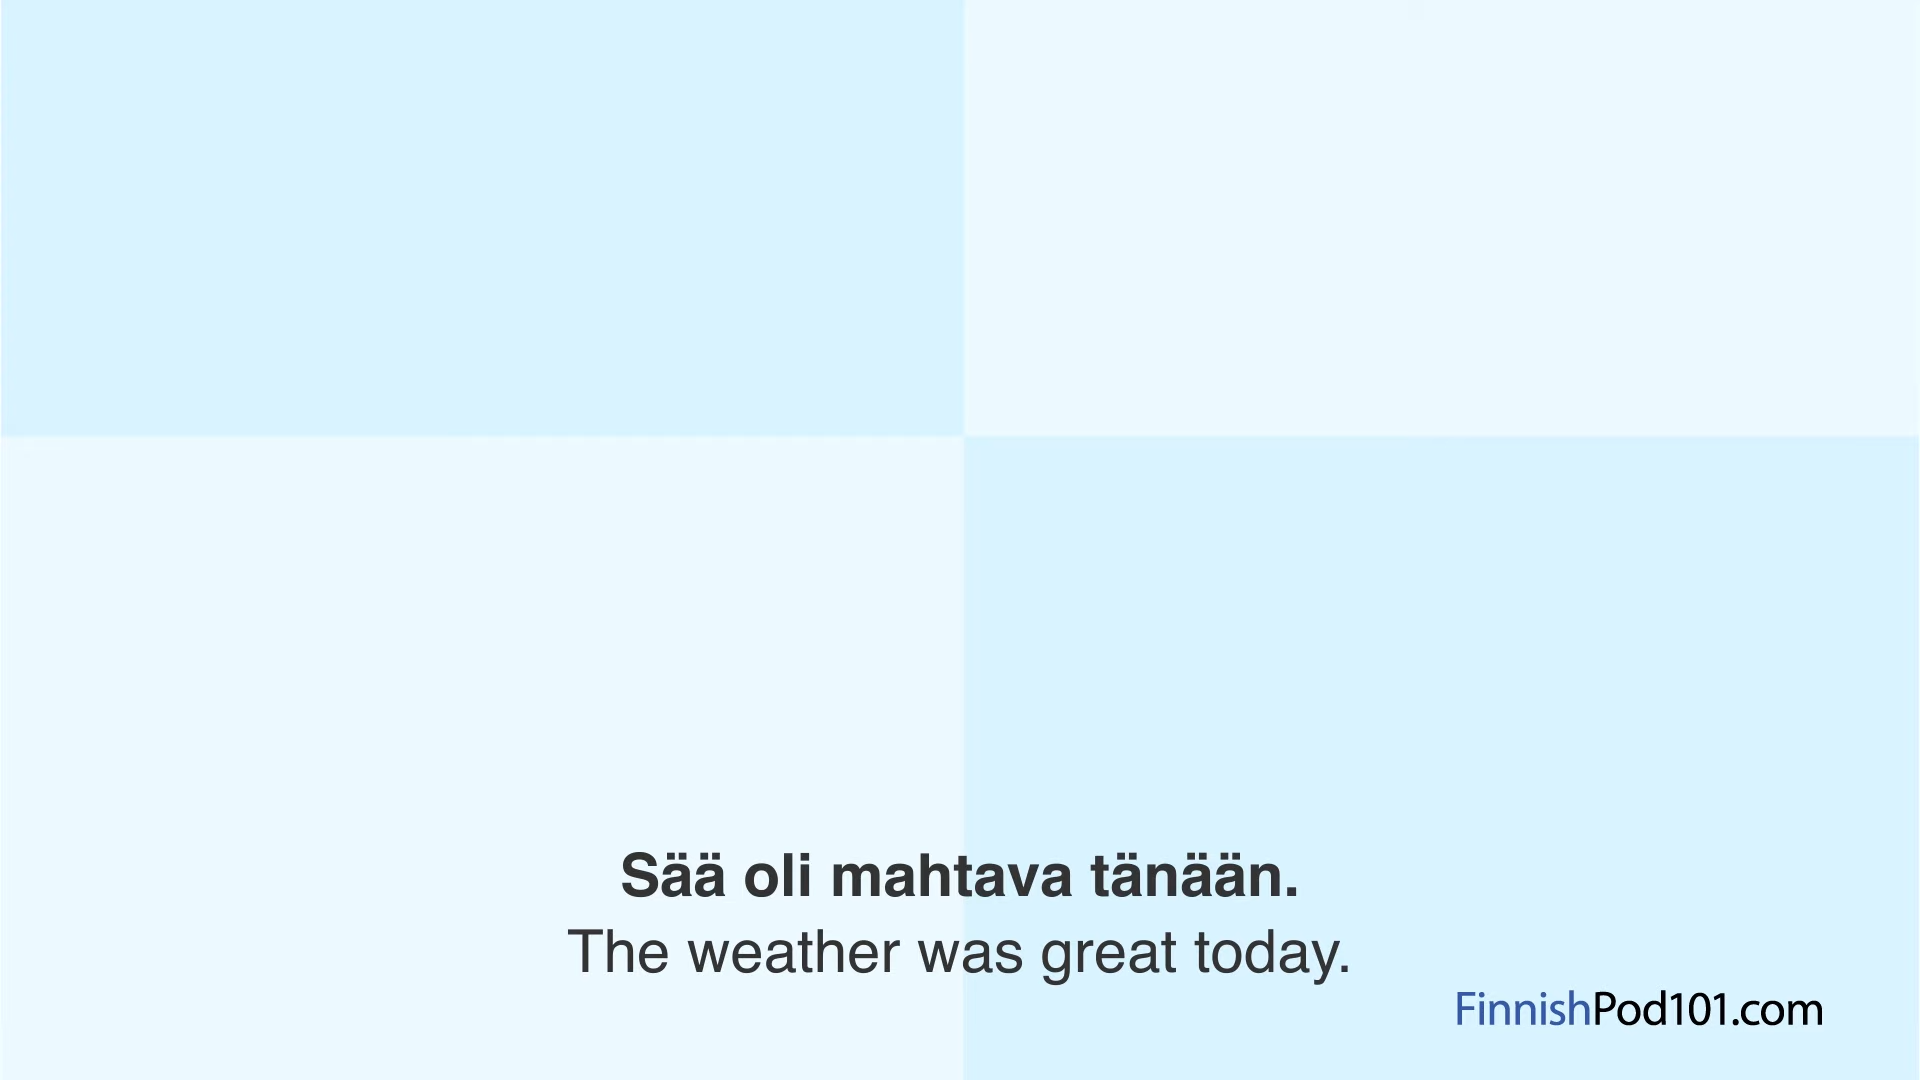 Sää oli mahtava tänään.
The weather was great today.
FinnishPod101.com